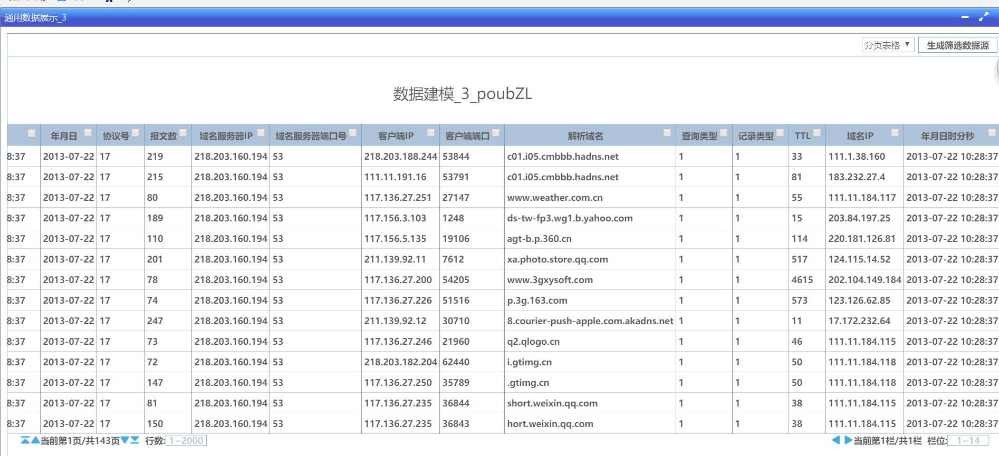 通用数据展示_3
分页表格 ▼ 生成筛选数据源
数据建模_3_poubZL
年月日 协议号 报文数 域名服务器IP 域名服务器端口号 客户端IP 客户端端口 解析域名 查询类型 记录类型 TTL 域名IP 年月日时分秒
8:37 2013-07-22 17 219 218.203.160.194 53 218.203.188.244 53844 c01.i05.cmbbb.hadns.net 1 1 33 111.1.38.160 2013-07-22 10:28:37
8:37 2013-07-22 17 215 218.203.160.194 53 111.11.191.16 53791 c01.i05.cmbbb.hadns.net 1 1 81 183.232.27.4 2013-07-22 10:28:37
8:37 2013-07-22 17 80 218.203.160.194 53 117.136.27.251 27147 www.weather.com.cn 1 1 55 111.11.184.117 2013-07-22 10:28:37
8:37 2013-07-22 17 189 218.203.160.194 53 117.156.3.103 1248 ds-tw-fp3.wg1.b.yahoo.com 1 1 15 203.84.197.25 2013-07-22 10:28:37
8:37 2013-07-22 17 110 218.203.160.194 53 117.156.5.135 19106 agt-b.p.360.cn 1 1 114 220.181.126.81 2013-07-22 10:28:37
8:37 2013-07-22 17 201 218.203.160.194 53 211.139.92.11 7612 xa.photo.store.qq.com 1 1 517 124.115.14.52 2013-07-22 10:28:37
8:37 2013-07-22 17 78 218.203.160.194 53 117.136.27.200 54205 www.3gxysoft.com 1 1 4615 202.104.149.184 2013-07-22 10:28:37
8:37 2013-07-22 17 74 218.203.160.194 53 117.136.27.226 51516 p.3g.163.com 1 1 573 123.126.62.85 2013-07-22 10:28:37
8:37 2013-07-22 17 247 218.203.160.194 53 211.139.92.12 30710 8.courier-push-apple.com.akadns.net 1 1 11 17.172.232.64 2013-07-22 10:28:37
8:37 2013-07-22 17 73 218.203.160.194 53 117.136.27.246 21960 q2.qlogo.cn 1 1 46 111.11.184.115 2013-07-22 10:28:37
8:37 2013-07-22 17 72 218.203.160.194 53 218.203.182.204 62440 i.gtimg.cn 1 1 50 111.11.184.118 2013-07-22 10:28:37
8:37 2013-07-22 17 147 218.203.160.194 53 117.136.27.250 35789 .gtimg.cn 1 1 50 111.11.184.118 2013-07-22 10:28:37
8:37 2013-07-22 17 81 218.203.160.194 53 117.136.27.235 36844 short.weixin.qq.com 1 1 38 111.11.184.115 2013-07-22 10:28:37
8:37 2013-07-22 17 150 218.203.160.194 53 117.136.27.235 36843 hort.weixin.qq.com 1 1 38 111.11.184.115 2013-07-22 10:28:37
当前第1页/共143页 行数: 1~2000 当前第1栏/共1栏 栏位: 1~14